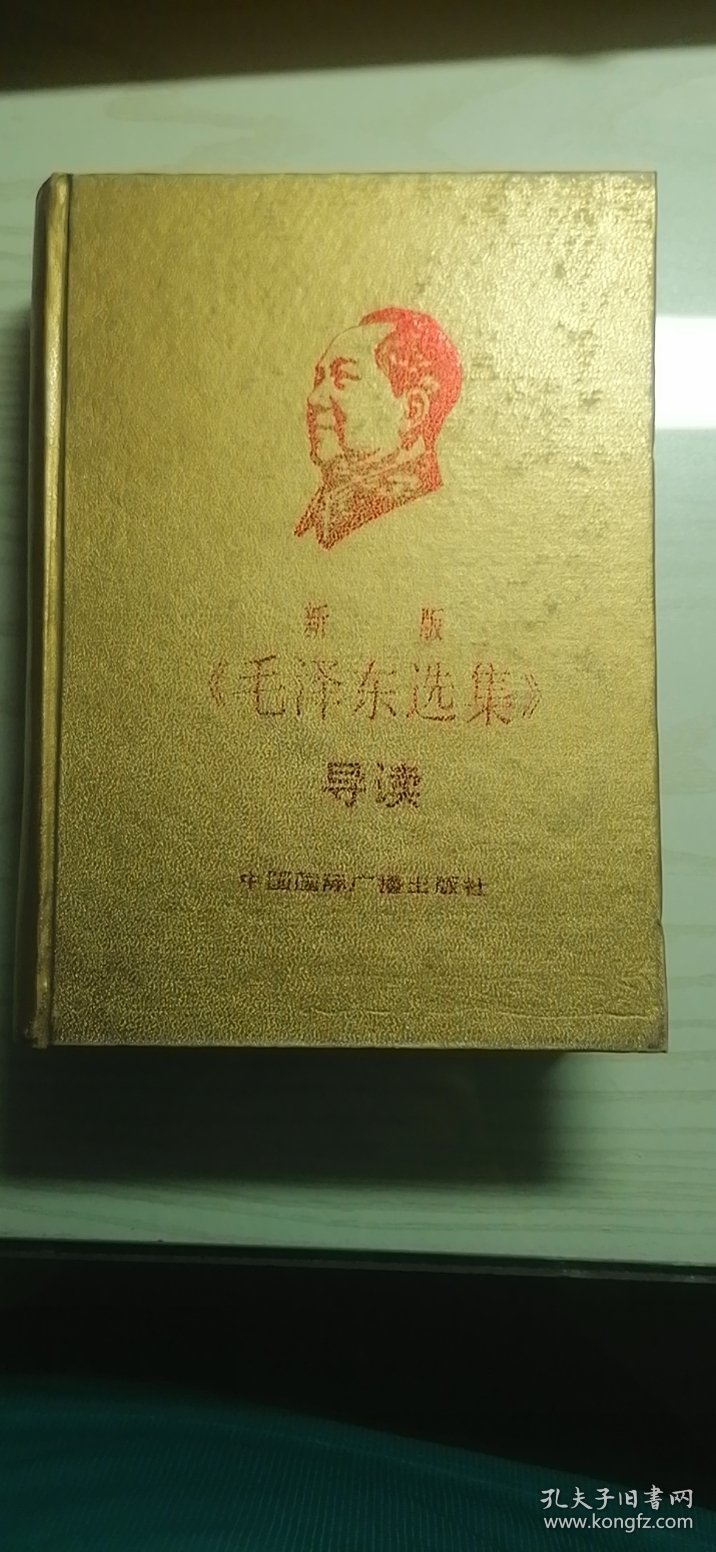 新 版
《毛泽东选集》
导读
中国国际广播出版社
孔夫子旧书网
www.kongfz.com